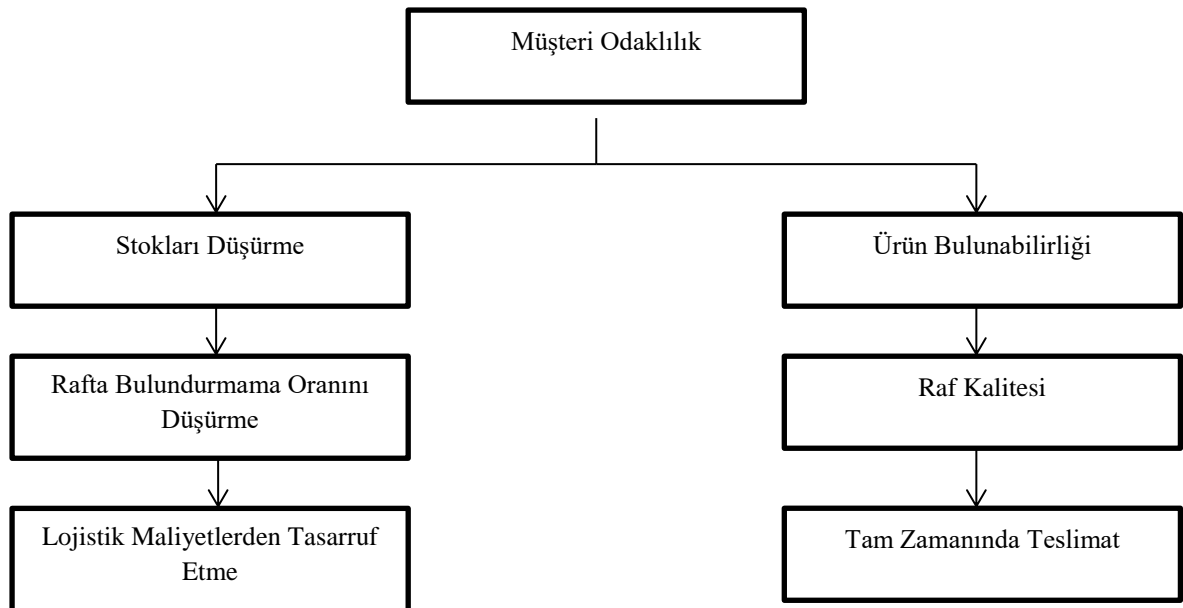 Müşteri Odaklılık
Stokları Düşürme
Ürün Bulunabilirliği
Rafta Bulundurmama Oranını
Düşürme
Raf Kalitesi
Lojistik Maliyetlerden Tasarruf
Etme
Tam Zamanında Teslimat